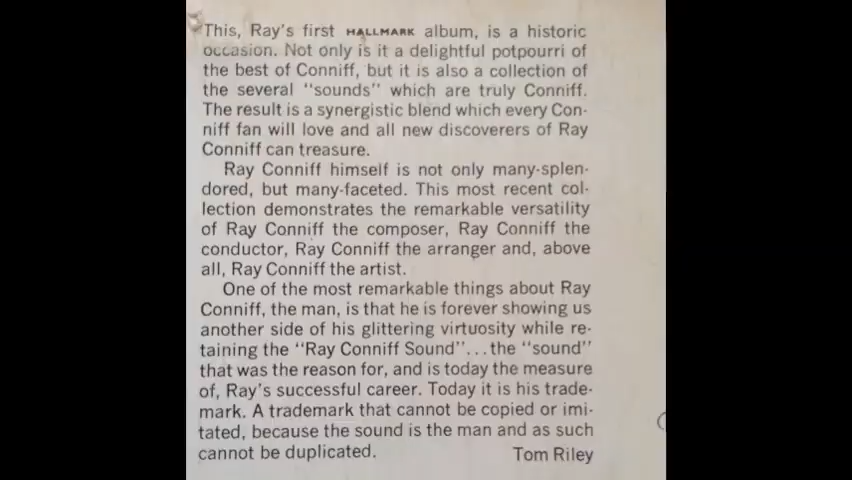 This, Ray's first HALLMARK album, is a historic
occasion. Not only is it a delightful potpourri of
the best of Conniff, but it is also a collection of
the several "sounds" which are truly Conniff.
The result is a synergistic blend which every Con-
niff fan will love and all new discoverers of Ray
Conniff can treasure.
Ray Conniff himself is not only many-splen-
dored, but many-faceted. This most recent col-
lection demonstrates the remarkable versatility
of Ray Conniff the composer, Ray Conniff the
conductor, Ray Conniff the arranger and, above
all, Ray Conniff the artist.
One of the most remarkable things about Ray
Conniff, the man, is that he is forever showing us
another side of his glittering virtuosity while re-
taining the "Ray Conniff Sound"...the "sound"
that was the reason for, and is today the measure
of, Ray's successful career. Today it is his trade-
mark. A trademark that cannot be copied or imi-
tated, because the sound is the man and as such
cannot be duplicated. Tom Riley